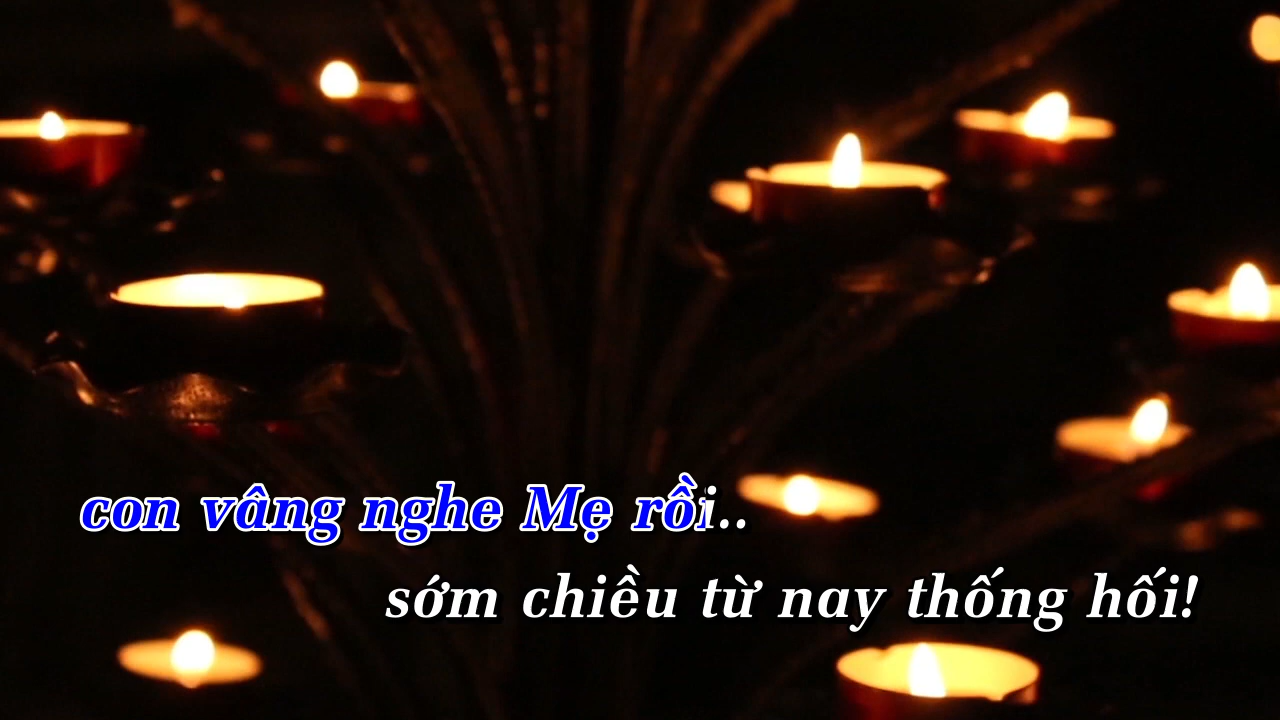 con vâng nghe Mẹ rồi..
sớm chiều từ nay thống hối!